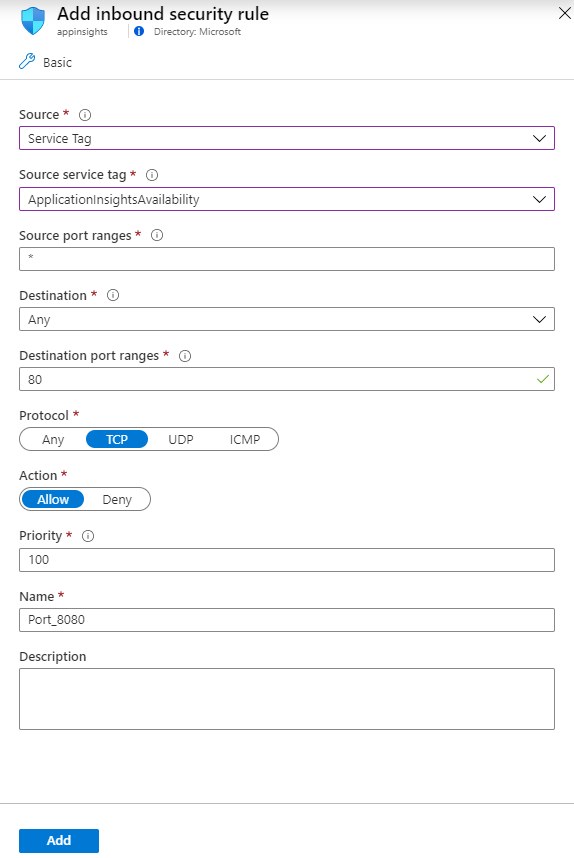 Add inbound security rule
appinsights
Directory: Microsoft
Basic
Source *
Service Tag
Source service tag *
ApplicationInsightsAvailability
Source port ranges *
*
Destination *
Any
Destination port ranges *
80
Protocol *
Any TCP UDP ICMP
Action *
Allow Deny
Priority *
100
Name *
Port_8080
Description
Add